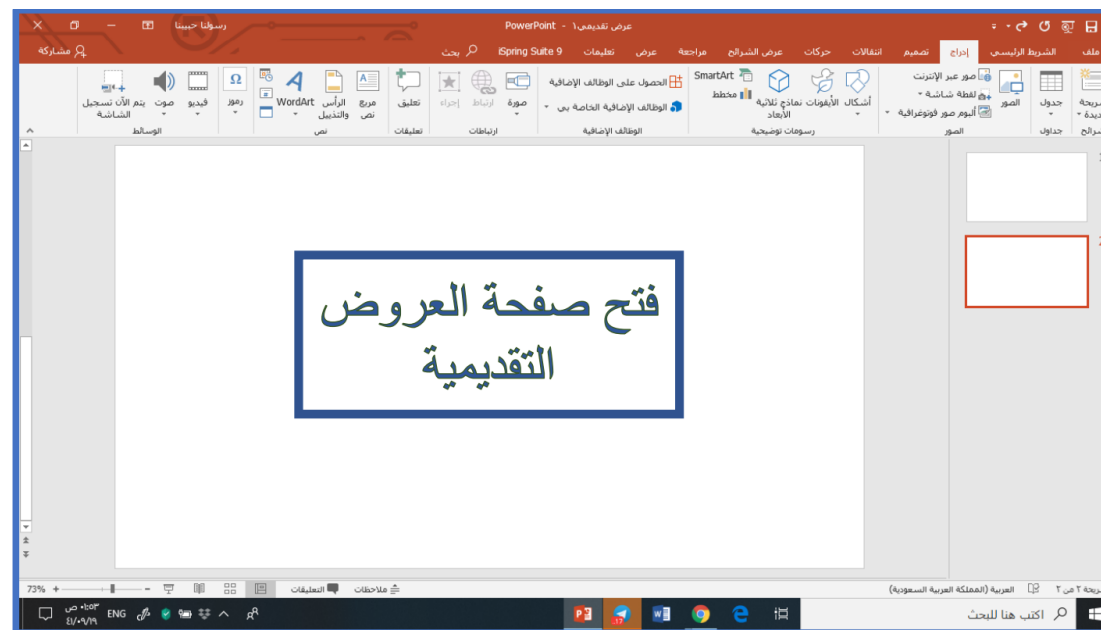 رسولنا حبيبنا
عرض تقديمي١ - PowerPoint
ملف
الشريط الرئيسي
إدراج
تصميم
انتقالات
حركات
عرض الشرائح
مراجعة
عرض
تعليمات
iSpring Suite 9
بحث
مشاركة
جدول
جداول
الصور
صور عبر الإنترنت
لقطة شاشة
ألبوم صور فوتوغرافية
الصور
أشكال
الأيقونات
نماذج ثلاثية
الأبعاد
SmartArt
مخطط
رسومات توضيحية
الحصول على الوظائف الإضافية
الوظائف الإضافية الخاصة بي
الوظائف الإضافية
صورة
ارتباط
إجراء
ارتباطات
تعليق
تعليقات
مربع
نص
الرأس
والتذييل
WordArt
نص
رموز
Ω
فيديو
صوت
يتم الآن تسجيل
الشاشة
الوسائط
فتح صفحة العروض
التقديمية
العربية (المملكة العربية السعودية)
ملاحظات
التعليقات
73%
اكتب هنا للبحث
ENG